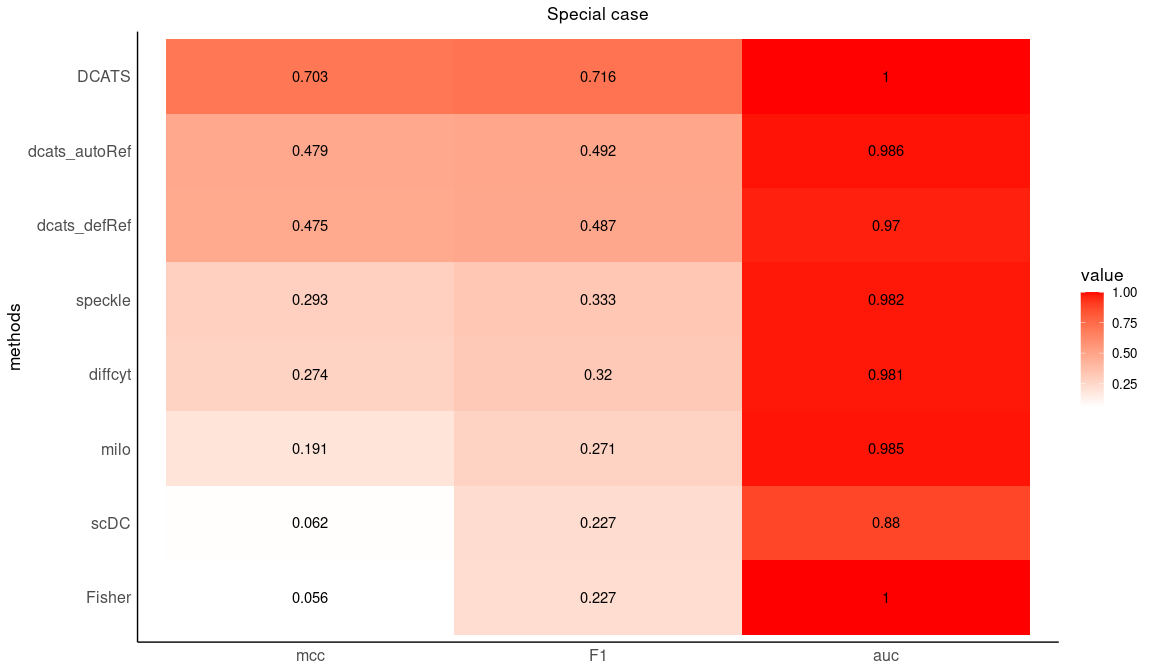 Special case
DCATS 0.703 0.716 1
dcats_autoRef 0.479 0.492 0.986
dcats_defRef 0.475 0.487 0.97
speckle 0.293 0.333 0.982
diffcyt 0.274 0.32 0.981
milo 0.191 0.271 0.985
scDC 0.062 0.227 0.88
Fisher 0.056 0.227 1
mcc F1 auc
methods
value
1.00
0.75
0.50
0.25